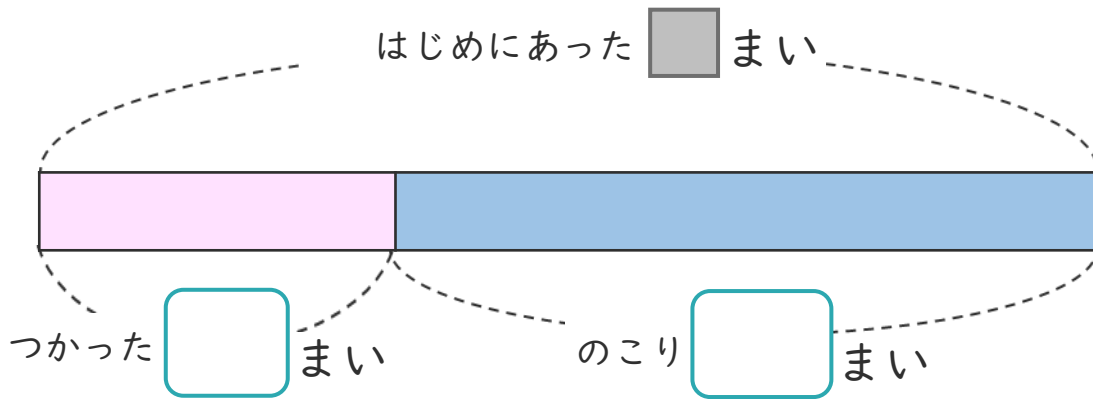 はじめにあった まい
つかった まい
のこり まい